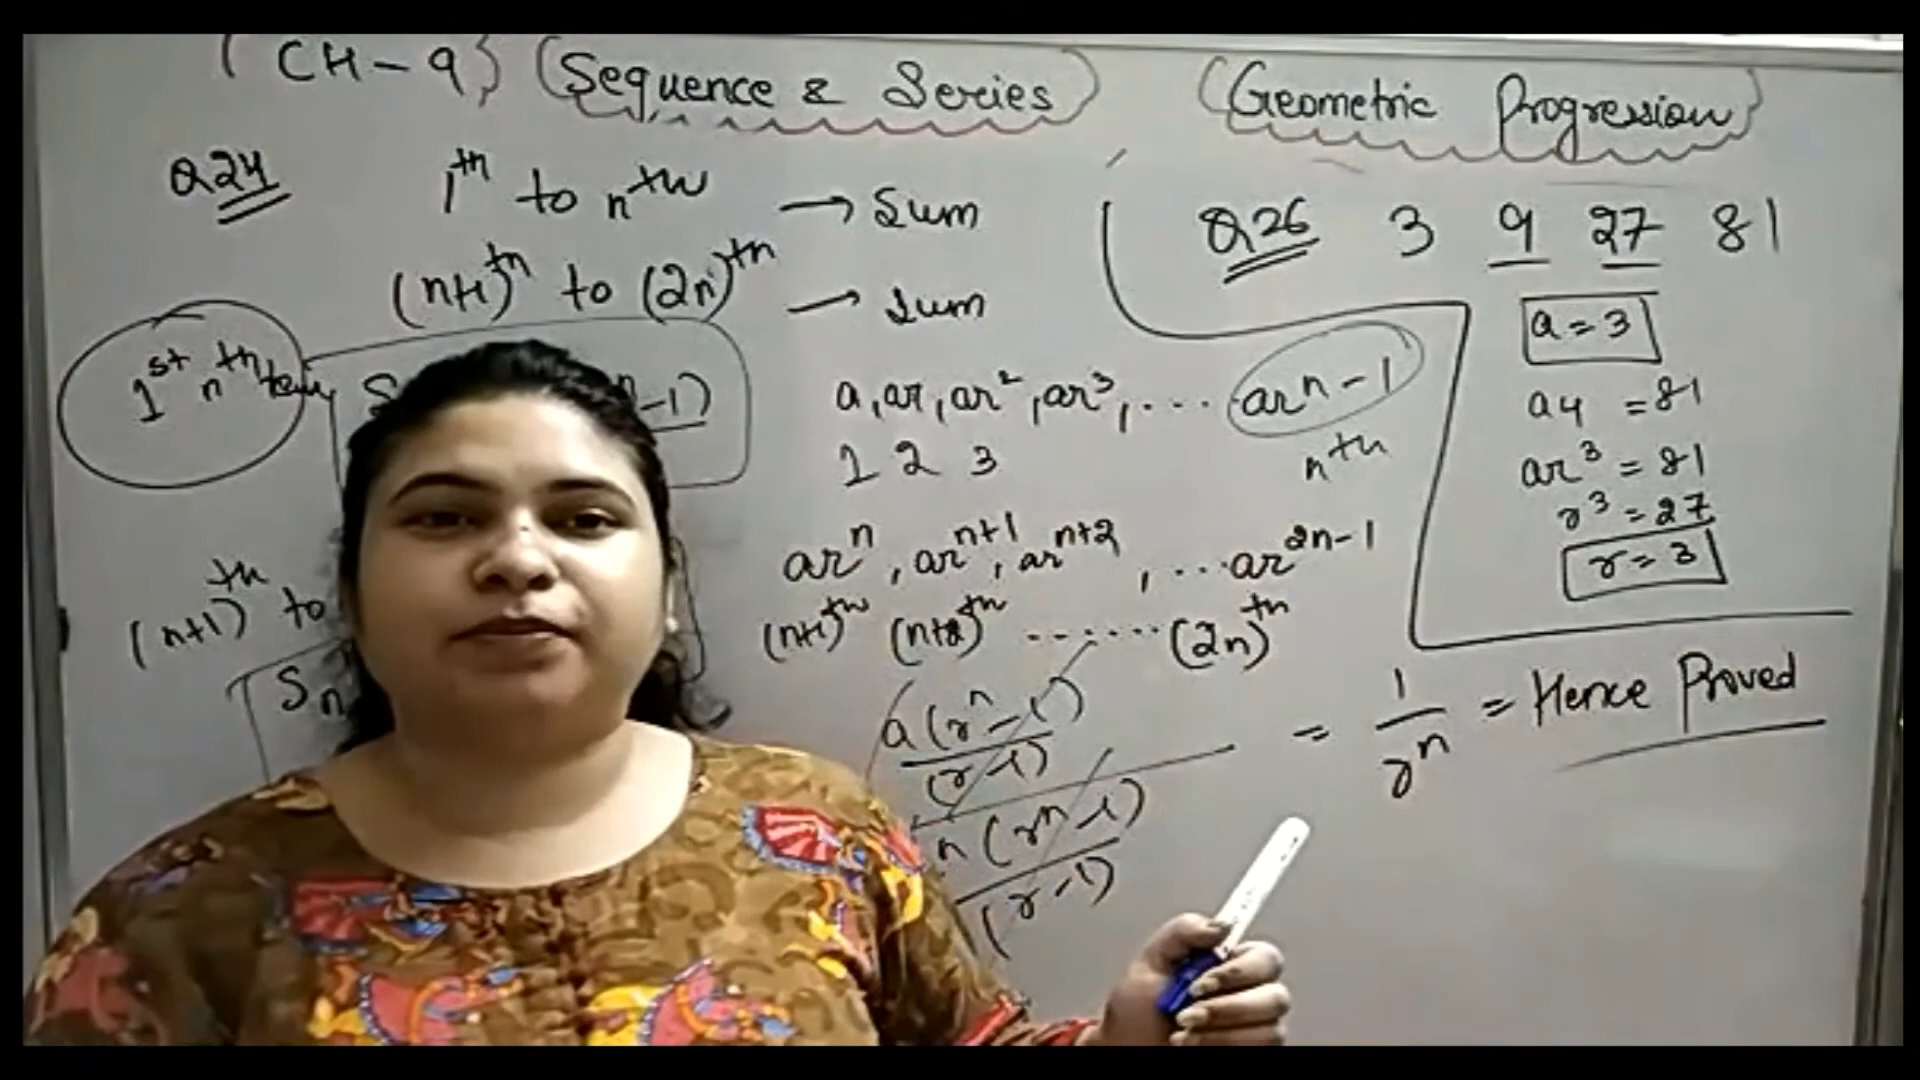 {CH-9} (Sequence & Series)
(Geometric Progression)
Q24 1th to nth → Sum
(n+1)th to (2n)th → Sum
1st nth term
S
n-1)
a, ar, ar², ar³, .... arn-1
1 2 3 nth
arⁿ, arⁿ⁺¹, arⁿ⁺², ... ar²ⁿ⁻¹
(n+1)th to
(n+1)th (n+2)th ....... (2n)th
Sn
a(rⁿ-1)
(r-1)
n(rⁿ-1)
(r-1)
= 1/rⁿ = Hence Proved
Q26 3 9 27 81
a=3
a4 = 81
ar³ = 81
r³ = 27
r=3